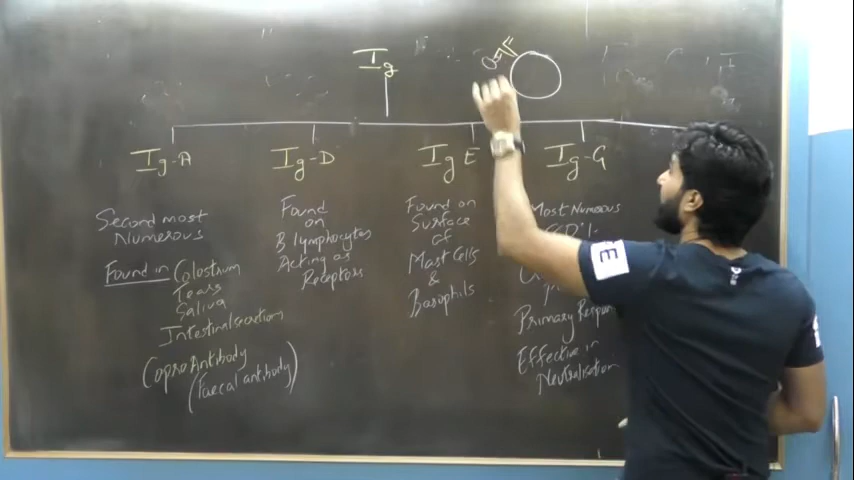 Ig
Ig-A
Ig-D
Ig E
Ig-G
Second most
Numerous
Found in Colostrum
Tears
Saliva
Intestinal secretion
Copro Antibody
(Faecal antibody)
Found
on
B lymphocytes
Acting as
Receptors
Found on
Surface
of
Mast Cells
&
Basophils
Most Numerous
Primary Respon
Effective in
Neutralisation
E